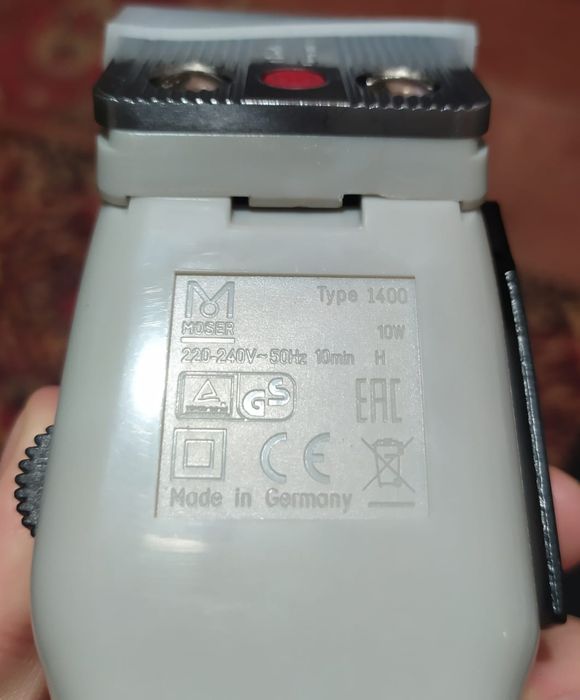 Type 1400
MOSER
10W
220-240V~50Hz 10min H
GS
EAC
CE
Made in Germany